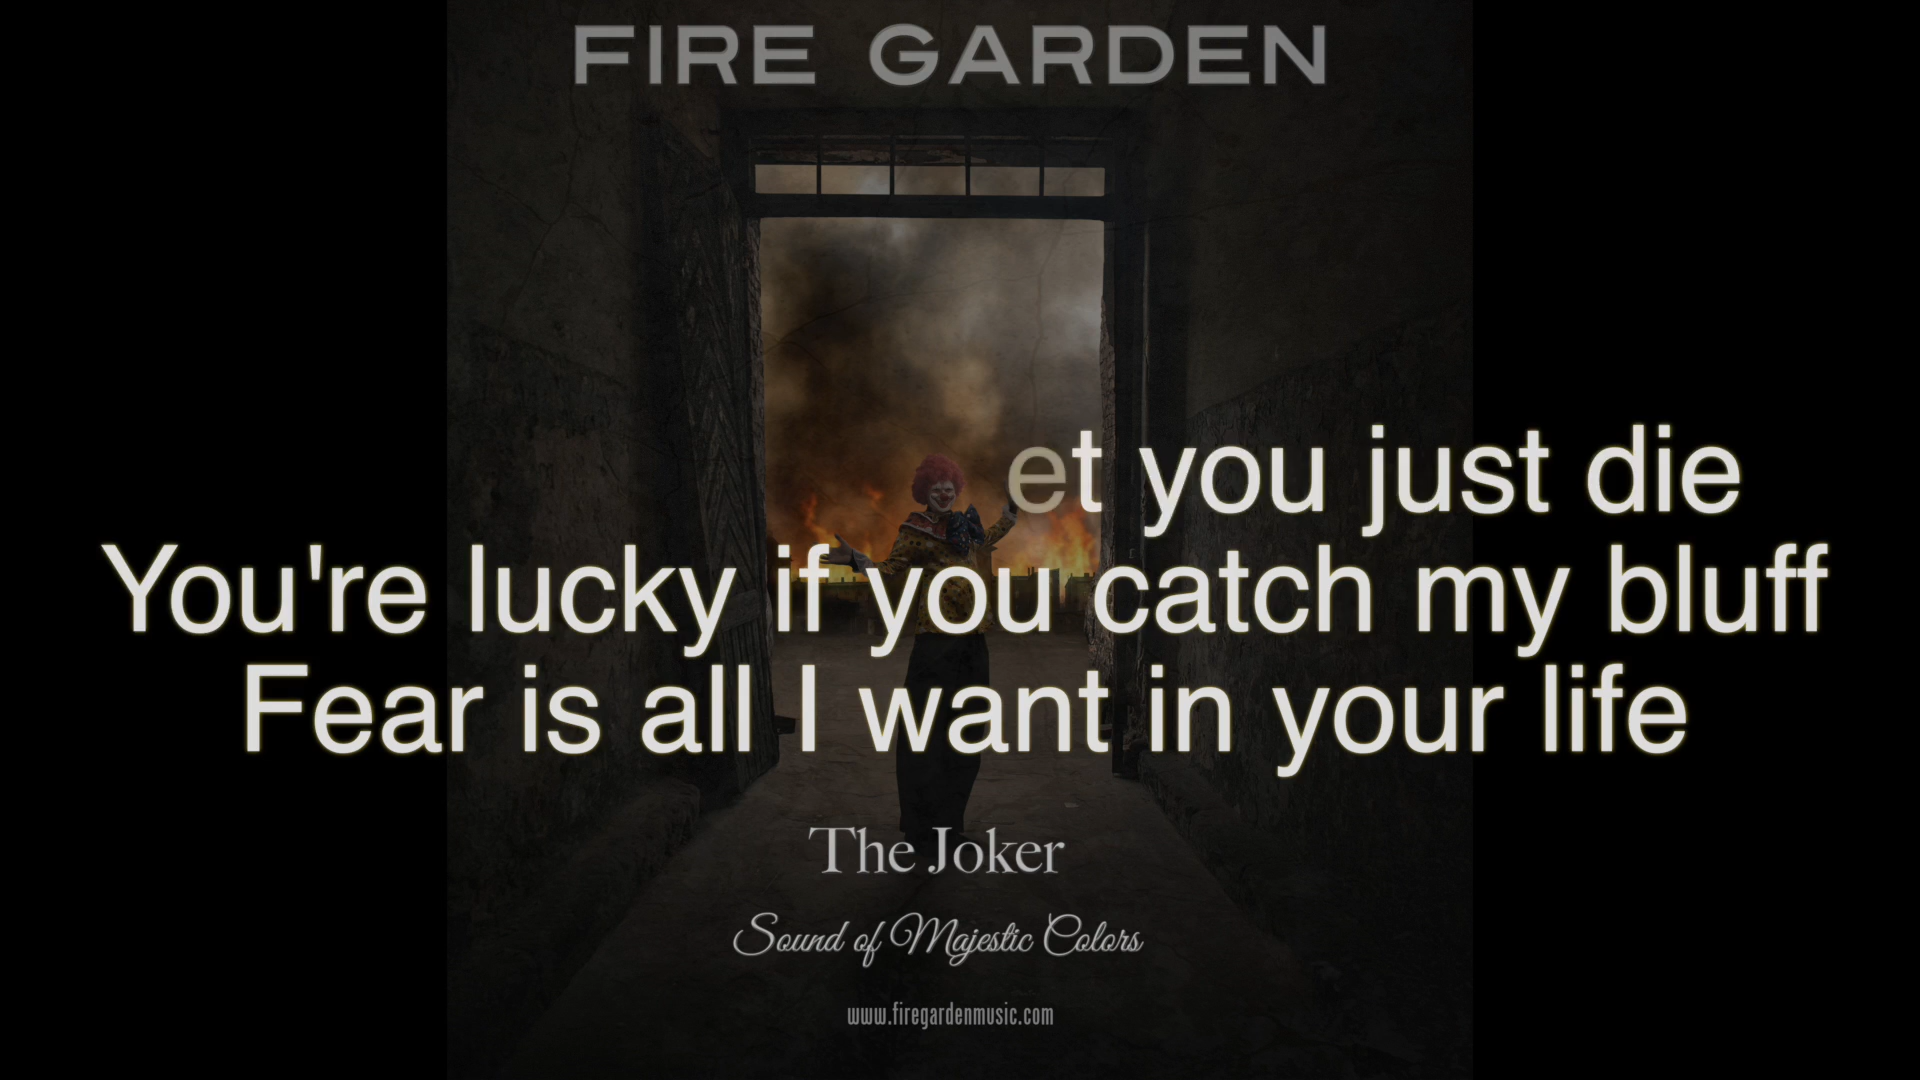 FIRE GARDEN
et you just die
You're lucky if you catch my bluff
Fear is all I want in your life
The Joker
Sound of Majestic Colors
www.firegardenmusic.com